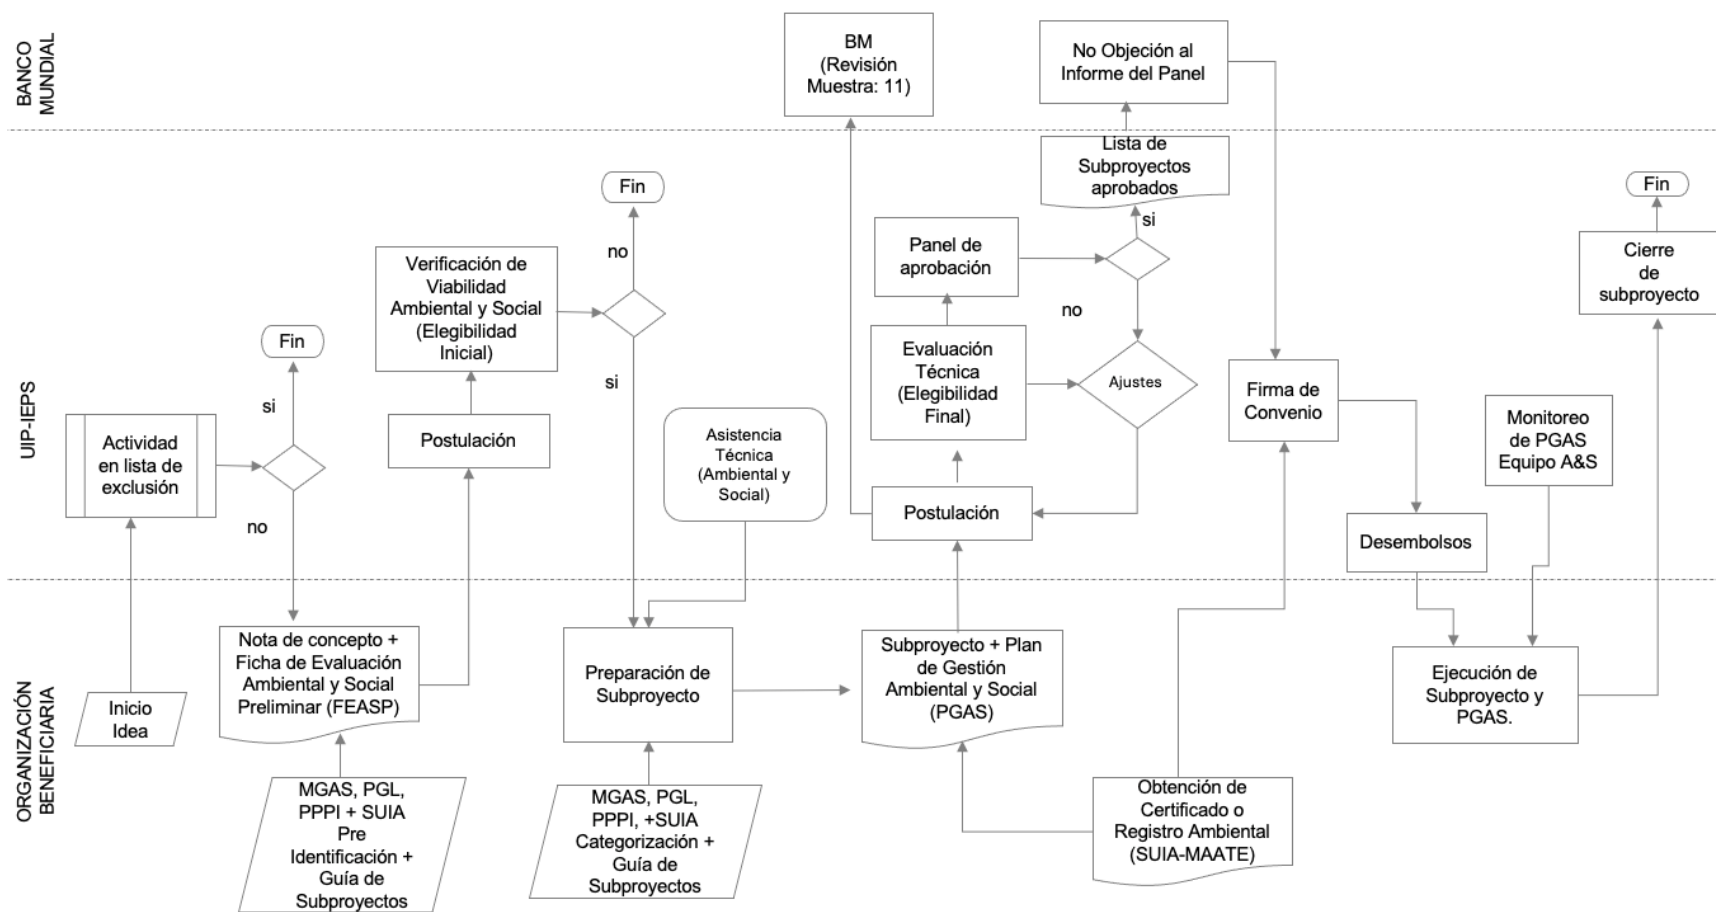 BANCO
MUNDIAL
BM
(Revisión
Muestra: 11)
No Objeción al
Informe del Panel
UIP-IEPS
Lista de
Subproyectos
aprobados
si
Fin
no
Fin
Panel de
aprobación
Cierre
de
subproyecto
Verificación de
Viabilidad
Ambiental y Social
(Elegibilidad
Inicial)
no
Fin
Evaluación
Técnica
(Elegibilidad
Final)
Ajustes
si
si
Firma de
Convenio
Actividad
en lista de
exclusión
Postulación
Asistencia
Técnica
(Ambiental y
Social)
Monitoreo
de PGAS
Equipo A&S
no
Postulación
Desembolsos
ORGANIZACIÓN
BENEFICIARIA
Inicio
Idea
Nota de concepto +
Ficha de Evaluación
Ambiental y Social
Preliminar (FEASP)
Preparación de
Subproyecto
Subproyecto + Plan
de Gestión
Ambiental y Social
(PGAS)
Ejecución de
Subproyecto y
PGAS.
MGAS, PGL,
PPPI + SUIA
Pre
Identificación +
Guía de
Subproyectos
MGAS, PGL,
PPPI, +SUIA
Categorización +
Guía de
Subproyectos
Obtención de
Certificado o
Registro Ambiental
(SUIA-MAATE)